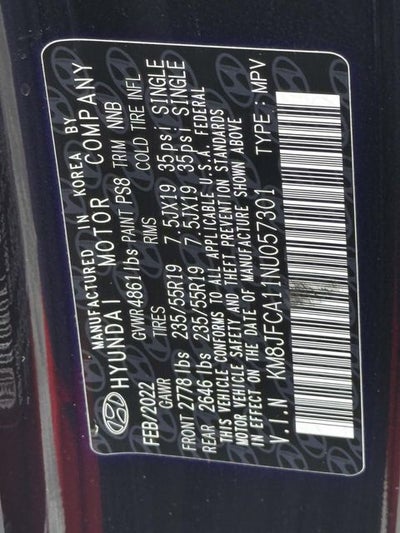 MANUFACTURED IN KOREA BY
HYUNDAI MOTOR COMPANY
FEB/2022 GVWR 4861 lbs PAINT PS8 TRIM NNB
GAWR TIRES RIMS COLD TIRE INFL
FRONT 2778 lbs 235/55R19 7.5JX19 35psi SINGLE
REAR 2646 lbs 235/55R19 7.5JX19 35psi SINGLE
THIS VEHICLE CONFORMS TO ALL APPLICABLE U.S.A. FEDERAL
MOTOR VEHICLE SAFETY AND THEFT PREVENTION STANDARDS
IN EFFECT ON THE DATE OF MANUFACTURE SHOWN ABOVE
V.I.N KM8JFCA11NU057301 TYPE: MPV